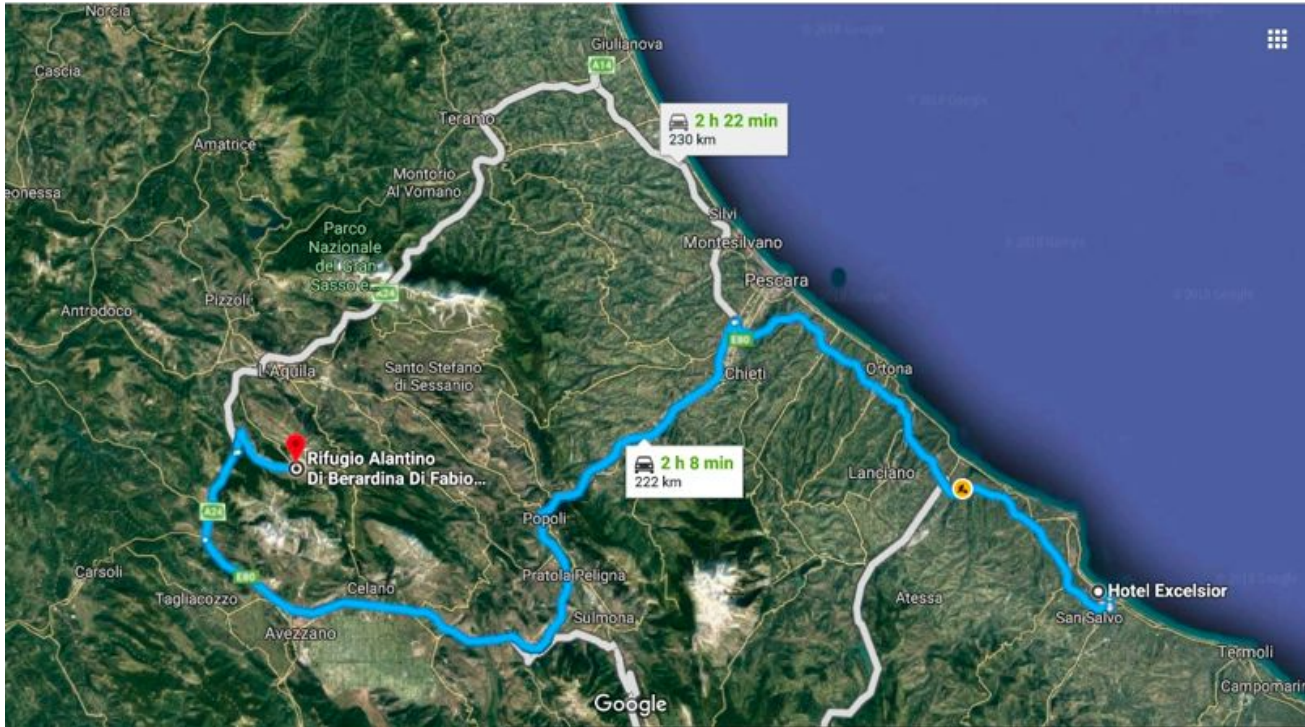 Norcia
Giulianova
A14
Cascia
Teramo
2 h 22 min
230 km
Amatrice
Montorio
Al Vomano
eonessa
Parco
Nazionale
del Gran
Sasso e...
Silvi
Montesilvano
Pescara
A24
Pizzoli
Antrodoco
E80
L'Aquila
Santo Stefano
di Sessanio
Chieti
Ortona
Rifugio Alantino
Di Berardina Di Fabio...
2 h 8 min
222 km
Lanciano
A24
Popoli
Carsoli
E80
Pratola Peligna
Celano
Tagliacozzo
Atessa
Hotel Excelsior
Sulmona
San Salvo
Avezzano
Termoli
Campomarin
Google